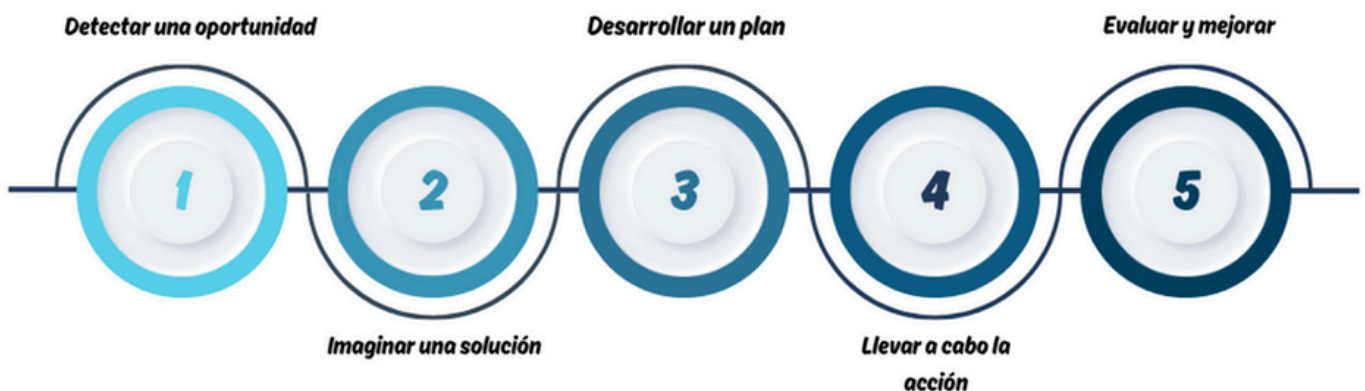 Detectar una oportunidad
Desarrollar un plan
Evaluar y mejorar
1
2
3
4
5
Imaginar una solución
Llevar a cabo la
acción